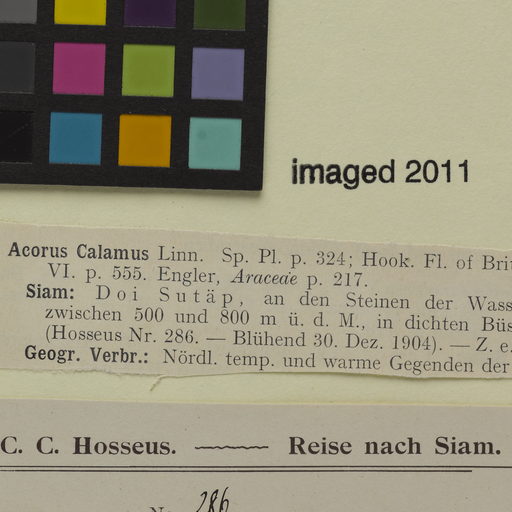 imaged 2011
Acorus Calamus Linn. Sp. Pl. p. 324; Hook. Fl. of Brit
VI. p. 555. Engler, Araceae p. 217.
Siam: Doi Sutäp, an den Steinen der Wass
zwischen 500 und 800 m ü. d. M., in dichten Büs
(Hosseus Nr. 286. — Blühend 30. Dez. 1904). — Z. e.
Geogr. Verbr.: Nördl. temp. und warme Gegenden der
C. C. Hosseus. — Reise nach Siam.
No 286